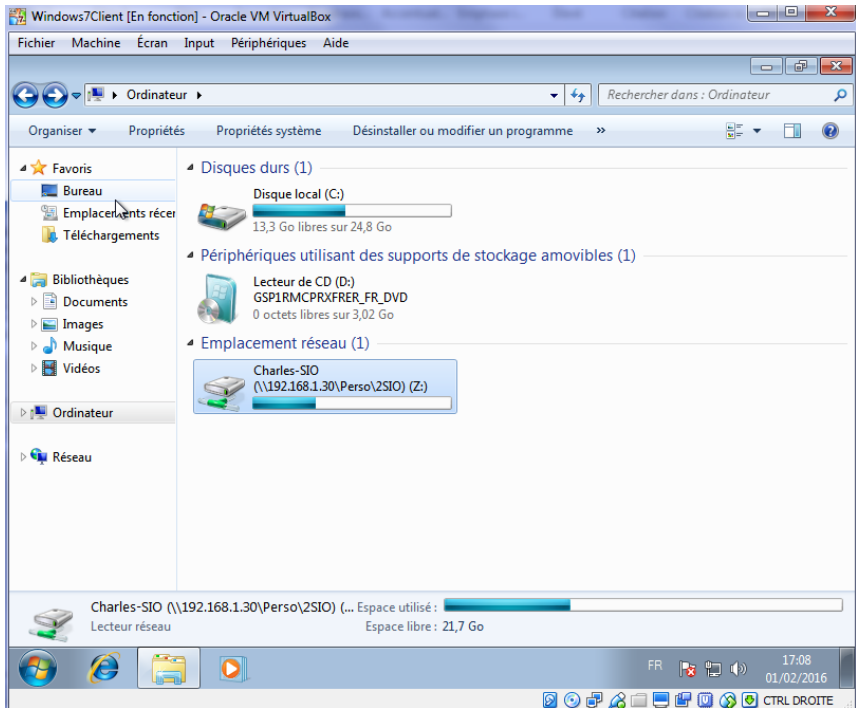 Windows7Client [En fonction] - Oracle VM VirtualBox
Fichier Machine Écran Input Périphériques Aide
Ordinateur
Rechercher dans : Ordinateur
Organiser Propriétés Propriétés système Désinstaller ou modifier un programme »
Favoris
Bureau
Emplacements récer
Téléchargements
Bibliothèques
Documents
Images
Musique
Vidéos
Ordinateur
Réseau
Disques durs (1)
Disque local (C:)
13,3 Go libres sur 24,8 Go
Périphériques utilisant des supports de stockage amovibles (1)
Lecteur de CD (D:)
GSP1RMCPRXFRER_FR_DVD
0 octets libres sur 3,02 Go
Emplacement réseau (1)
Charles-SIO
(\\192.168.1.30\Perso\2SIO) (Z:)
Charles-SIO (\\192.168.1.30\Perso\2SIO) (... Espace utilisé :
Lecteur réseau Espace libre : 21,7 Go
FR
17:08
01/02/2016
CTRL DROITE